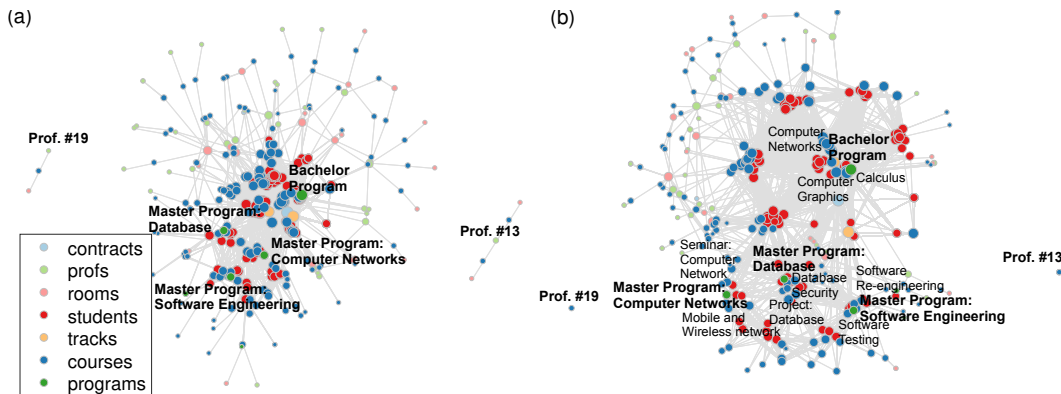 (a)
Prof. #19
Bachelor
Program
Master Program:
Database
Prof. #13
Master Program:
Computer Networks
Master Program:
Software Engineering
contracts
profs
rooms
students
tracks
courses
programs
(b)
Computer
Networks
Bachelor
Program
Calculus
Computer
Graphics
Seminar:
Computer
Network
Master Program:
Database
Database
Security
Software
Re-engineering
Prof. #13
Prof. #19
Master Program:
Computer Networks
Project:
Database
Master Program:
Software Engineering
Mobile and
Wireless network
Software
Testing